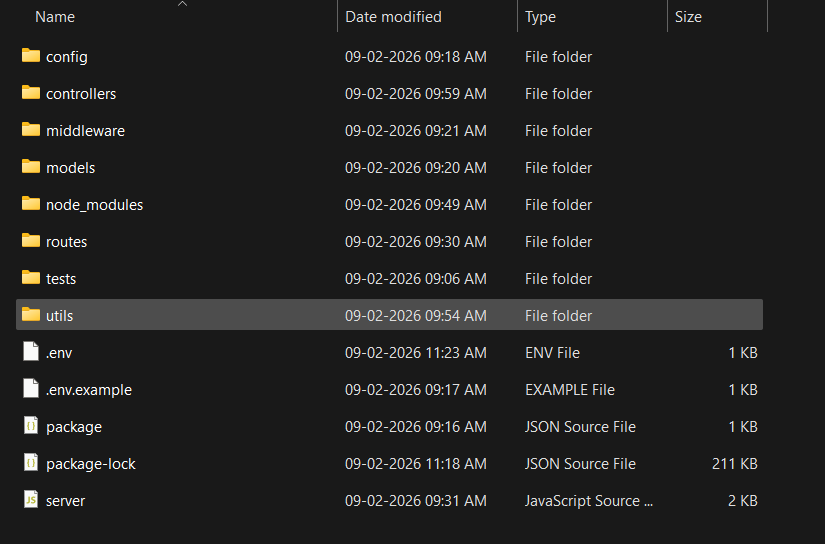 Name Date modified Type Size
config 09-02-2026 09:18 AM File folder
controllers 09-02-2026 09:59 AM File folder
middleware 09-02-2026 09:21 AM File folder
models 09-02-2026 09:20 AM File folder
node_modules 09-02-2026 09:49 AM File folder
routes 09-02-2026 09:30 AM File folder
tests 09-02-2026 09:06 AM File folder
utils 09-02-2026 09:54 AM File folder
.env 09-02-2026 11:23 AM ENV File 1 KB
.env.example 09-02-2026 09:17 AM EXAMPLE File 1 KB
package 09-02-2026 09:16 AM JSON Source File 1 KB
package-lock 09-02-2026 11:18 AM JSON Source File 211 KB
JS server 09-02-2026 09:31 AM JavaScript Source ... 2 KB